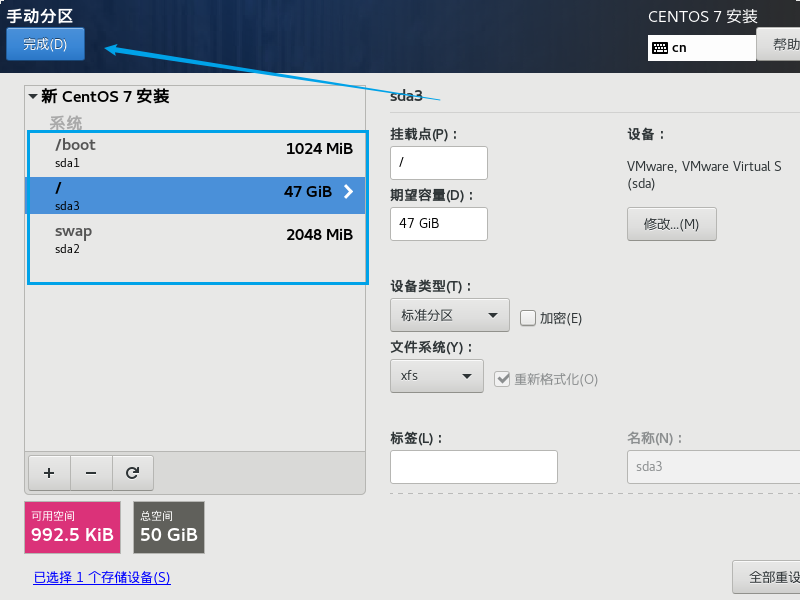 手动分区
CENTOS 7 安装
完成(D)
cn
帮助
新 CentOS 7 安装
系统
/boot
1024 MiB
sda1
/
47 GiB
sda3
swap
2048 MiB
sda2
sda3
挂载点(P)：
/
期望容量(D)：
47 GiB
设备：
VMware, VMware Virtual S
(sda)
修改...(M)
设备类型(T)：
标准分区
加密(E)
文件系统(Y)：
xfs
重新格式化(O)
标签(L)：
名称(N)：
sda3
+
−
可用空间
992.5 KiB
总空间
50 GiB
已选择 1 个存储设备(S)
全部重设